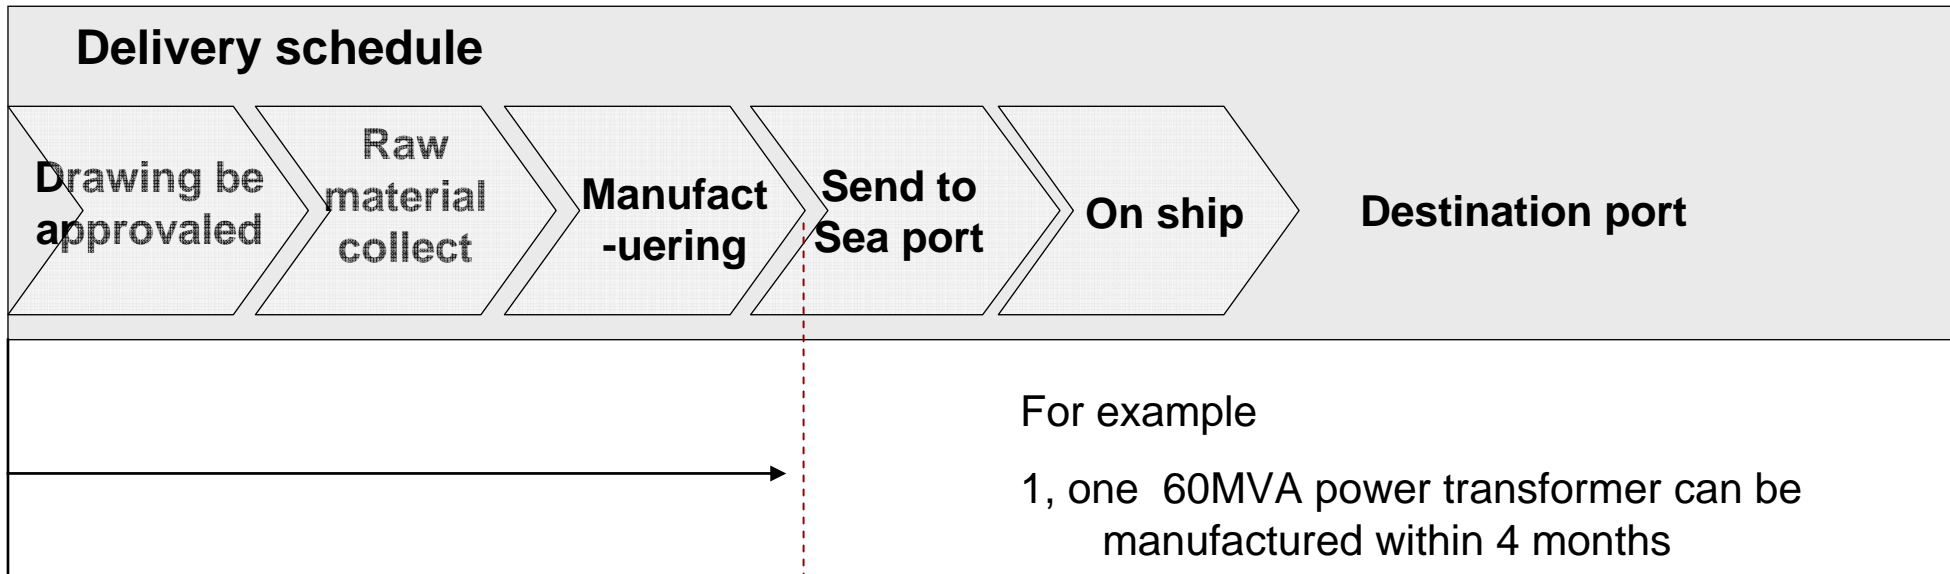 Delivery schedule
Drawing be
approvaled
Raw
material
collect
Manufact
-uering
Send to
Sea port
On ship
Destination port
For example
1, one 60MVA power transformer can be
manufactured within 4 months